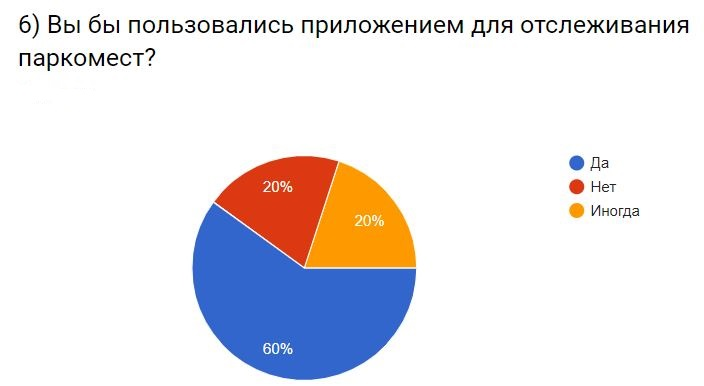 6) Вы бы пользовались приложением для отслеживания
паркомест?
Да
Нет
Иногда
20%
20%
60%